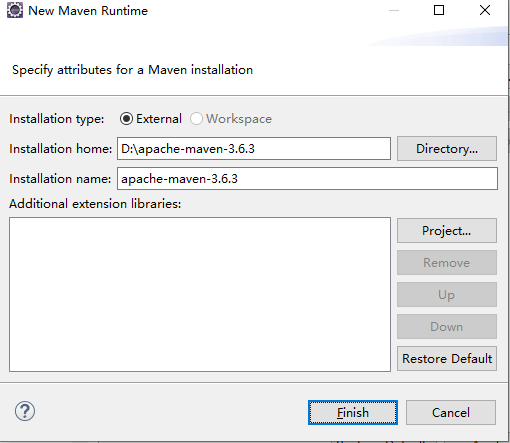 New Maven Runtime
Specify attributes for a Maven installation
Installation type: External Workspace
Installation home: D:\apache-maven-3.6.3 Directory...
Installation name: apache-maven-3.6.3
Additional extension libraries:
Project...
Remove
Up
Down
Restore Default
? Finish Cancel